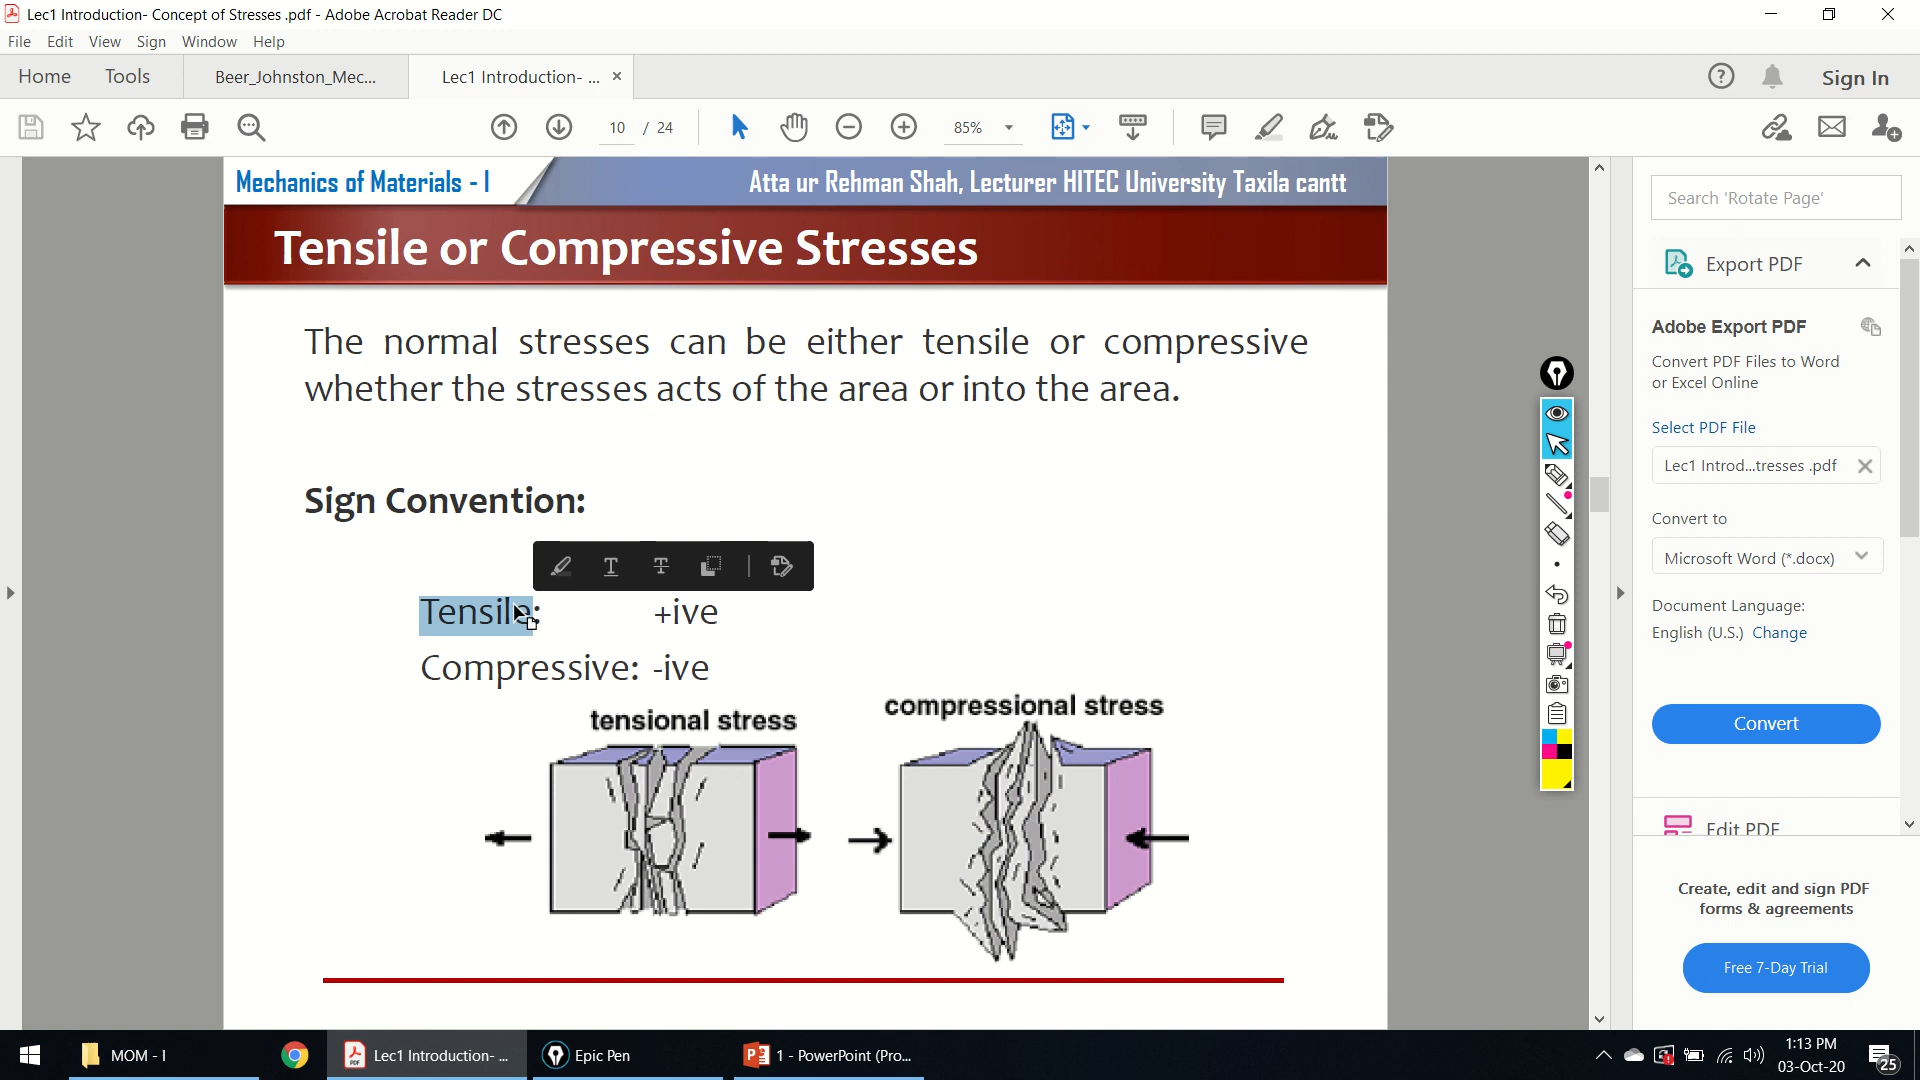 Lec1 Introduction- Concept of Stresses .pdf - Adobe Acrobat Reader DC
File Edit View Sign Window Help
Home Tools Beer_Johnston_Mec... Lec1 Introduction- ... × Sign In
10 / 24 85%
Mechanics of Materials - I Atta ur Rehman Shah, Lecturer HITEC University Taxila cantt
Tensile or Compressive Stresses
The normal stresses can be either tensile or compressive
whether the stresses acts of the area or into the area.
Sign Convention:
Tensile: +ive
Compressive: -ive
tensional stress
compressional stress
Search 'Rotate Page'
Export PDF
Adobe Export PDF
Convert PDF Files to Word
or Excel Online
Select PDF File
Lec1 Introd...tresses .pdf
Convert to
Microsoft Word (*.docx)
Document Language:
English (U.S.) Change
Convert
Edit PDF
Create, edit and sign PDF
forms & agreements
Free 7-Day Trial
MOM - I
Lec1 Introduction- ...
Epic Pen
1 - PowerPoint (Pro...
1:13 PM
03-Oct-20
25